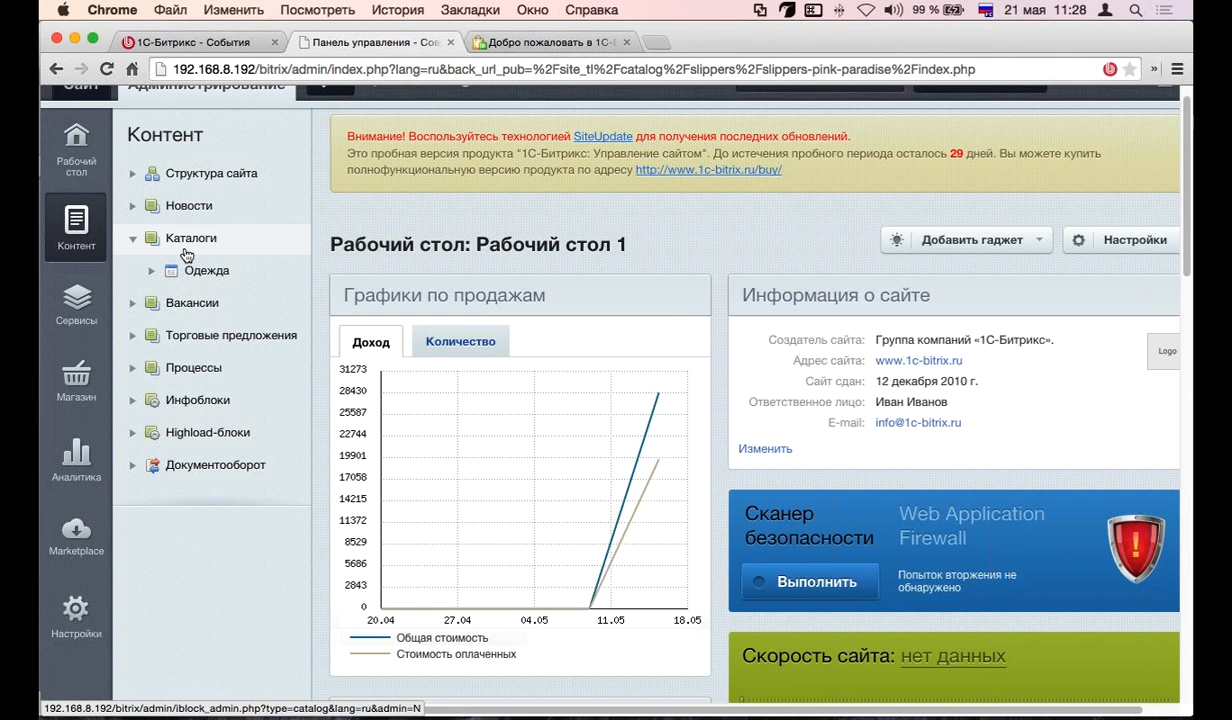 Chrome Файл Изменить Посмотреть История Закладки Окно Справка 99 % 21 мая 11:28
1С-Битрикс - События × Панель управления - Сов × Добро пожаловать в 1С-Б ×
192.168.8.192/bitrix/admin/index.php?lang=ru&back_url_pub=%2Fsite_tl%2Fcatalog%2Fslippers%2Fslippers-pink-paradise%2Findex.php »
Сайт Администрирование
Рабочий стол
Контент
Сервисы
Магазин
Аналитика
Marketplace
Настройки
Контент
Структура сайта
Новости
Каталоги
Одежда
Вакансии
Торговые предложения
Процессы
Инфоблоки
Highload-блоки
Документооборот
Внимание! Воспользуйтесь технологией SiteUpdate для получения последних обновлений.
Это пробная версия продукта "1С-Битрикс: Управление сайтом". До истечения пробного периода осталось 29 дней. Вы можете купить
полнофункциональную версию продукта по адресу http://www.1c-bitrix.ru/buy/
Рабочий стол: Рабочий стол 1
Добавить гаджет
Настройки
Графики по продажам
Доход Количество
31273
28430
25587
22744
19901
17058
14215
11372
8529
5686
2843
0
20.04 27.04 04.05 11.05 18.05
Общая стоимость
Стоимость оплаченных
Информация о сайте
Создатель сайта: Группа компаний «1С-Битрикс».
Адрес сайта: www.1c-bitrix.ru
Сайт сдан: 12 декабря 2010 г.
Ответственное лицо: Иван Иванов
E-mail: info@1c-bitrix.ru
Logo
Изменить
Сканер
безопасности
Web Application
Firewall
Выполнить
Попыток вторжения не
обнаружено
Скорость сайта: нет данных
192.168.8.192/bitrix/admin/iblock_admin.php?type=catalog&lang=ru&admin=N